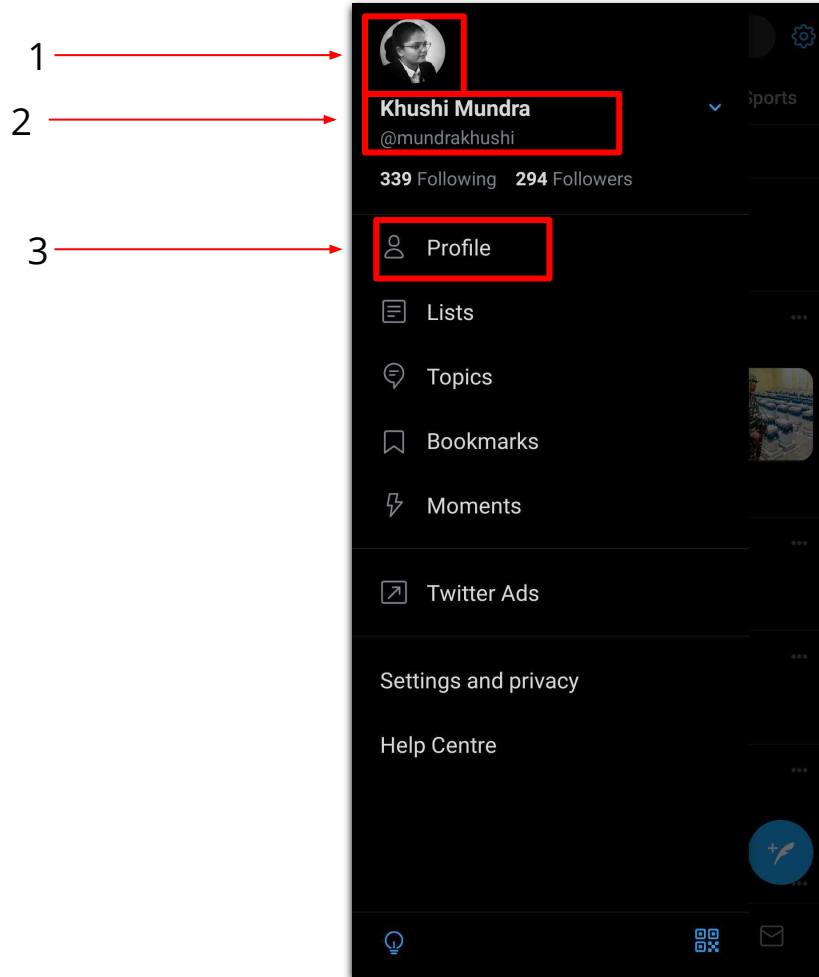 1
2
3
Khushi Mundra
@mundrakhushi
339 Following 294 Followers
Profile
Lists
Topics
Bookmarks
Moments
Twitter Ads
Settings and privacy
Help Centre
Sports